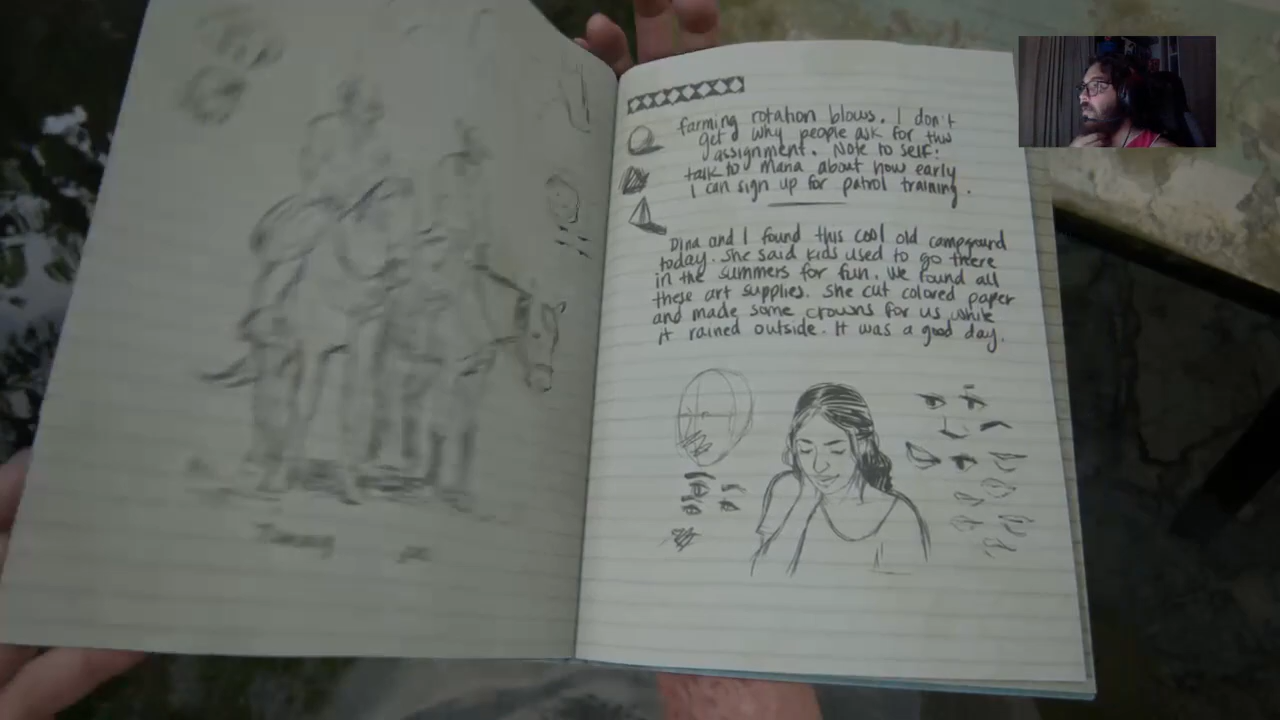 farming rotation blows. I don't
get why people ask for this
assignment. Note to self:
talk to Maria about how early
I can sign up for patrol training.
Dina and I found this cool old campground
today. She said kids used to go there
in the summers for fun. We found all
these art supplies. She cut colored paper
and made some crowns for us while
it rained outside. It was a good day.